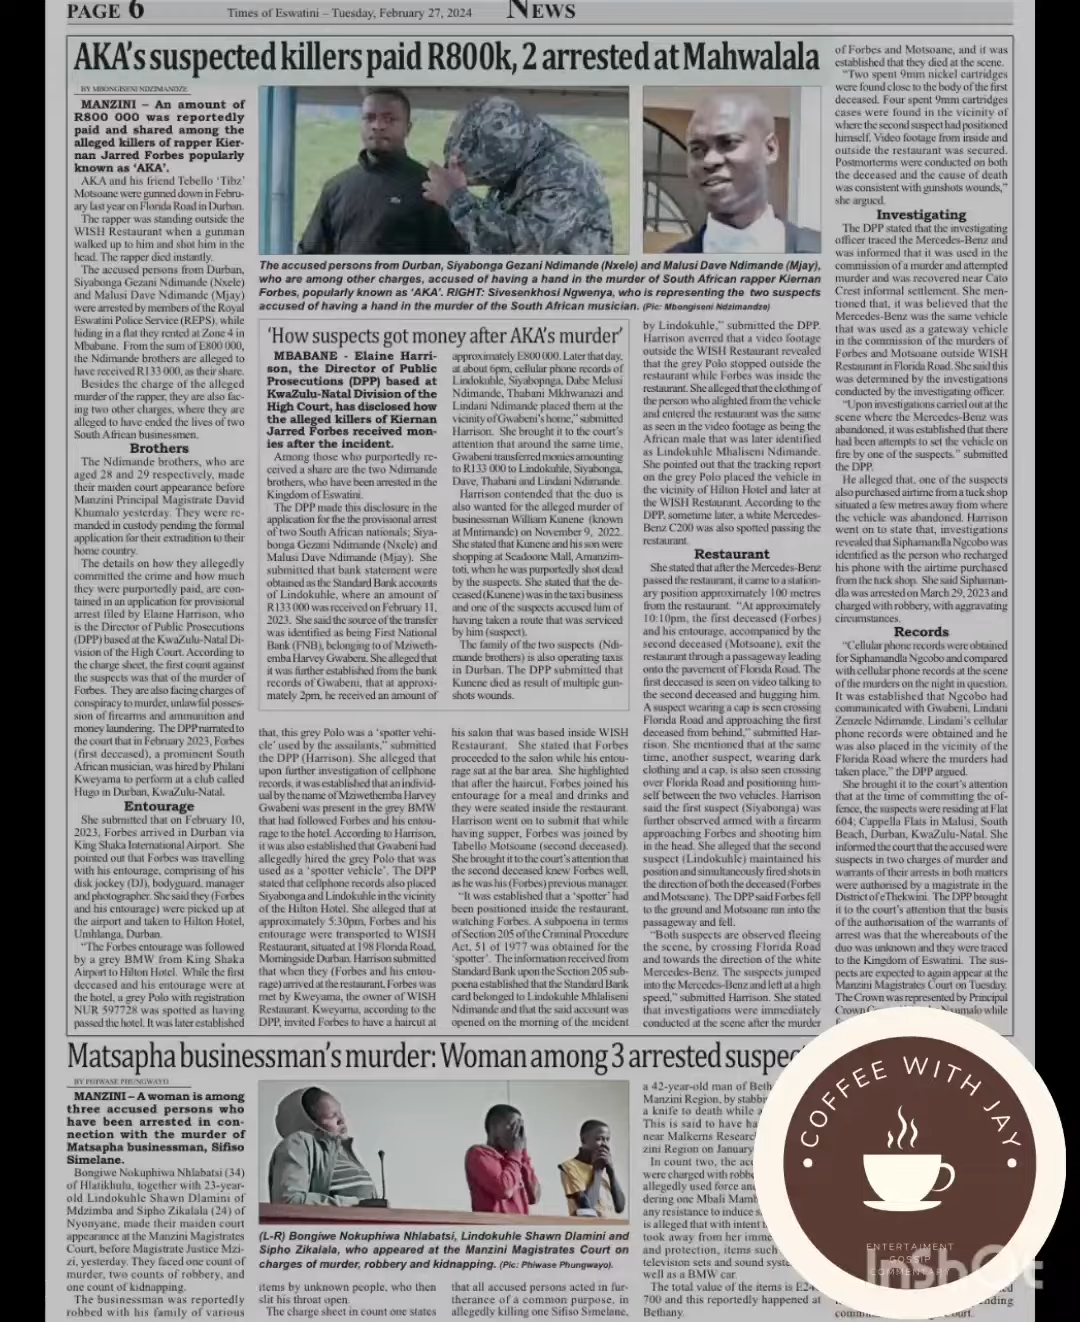 PAGE 6
Times of Eswatini – Tuesday, February 27, 2024
NEWS
AKA's suspected killers paid R800k, 2 arrested at Mahwalala
BY MBONGISENI NDZIMANDZE
MANZINI – An amount of
R800 000 was reportedly
paid and shared among the
alleged killers of rapper Kier-
nan Jarred Forbes popularly
known as 'AKA'.
AKA and his friend Tebello 'Tibz'
Motsoane were gunned down in Febru-
ary last year on Florida Road in Durban.
The rapper was standing outside the
WISH Restaurant when a gunman
walked up to him and shot him in the
head. The rapper died instantly.
The accused persons from Durban,
Siyabonga Gezani Ndimande (Nxele)
and Malusi Dave Ndimande (Mjay)
were arrested by members of the Royal
Eswatini Police Service (REPS), while
hiding in a flat they rented at Zone 4 in
Mbabane. From the sum of E800 000,
the Ndimande brothers are alleged to
have received R133 000, as their share.
Besides the charge of the alleged
murder of the rapper, they are also fac-
ing two other charges, where they are
alleged to have ended the lives of two
South African businessmen.
Brothers
The Ndimande brothers, who are
aged 28 and 29 respectively, made
their maiden court appearance before
Manzini Principal Magistrate David
Khumalo yesterday. They were re-
manded in custody pending the formal
application for their extradition to their
home country.
The details on how they allegedly
committed the crime and how much
they were purportedly paid, are con-
tained in an application for provisional
arrest filed by Elaine Harrison, who
is the Director of Public Prosecutions
(DPP) based at the KwaZulu-Natal Di-
vision of the High Court. According to
the charge sheet, the first count against
the suspects was that of the murder of
Forbes. They are also facing charges of
conspiracy to murder, unlawful posses-
sion of firearms and ammunition and
money laundering. The DPP narrated to
the court that in February 2023, Forbes
(first deceased), a prominent South
African musician, was hired by Philani
Kweyama to perform at a club called
Hugo in Durban, KwaZulu-Natal.
Entourage
She submitted that on February 10,
2023, Forbes arrived in Durban via
King Shaka International Airport. She
pointed out that Forbes was travelling
with his entourage, comprising of his
disk jockey (DJ), bodyguard, manager
and photographer. She said they (Forbes
and his entourage) were picked up at
the airport and taken to Hilton Hotel,
Umhlanga, Durban.
"The Forbes entourage was followed
by a grey BMW from King Shaka
Airport to Hilton Hotel. While the first
deceased and his entourage were at
the hotel, a grey Polo with registration
NUR 597728 was spotted as having
passed the hotel. It was later established
The accused persons from Durban, Siyabonga Gezani Ndimande (Nxele) and Malusi Dave Ndimande (Mjay),
who are among other charges, accused of having a hand in the murder of South African rapper Kiernan
Forbes, popularly known as 'AKA'. RIGHT: Sivesenkhosi Ngwenya, who is representing the two suspects
accused of having a hand in the murder of the South African musician. (Pic: Mbongiseni Ndzimandze)
'How suspects got money after AKA's murder'
MBABANE - Elaine Harri-
son, the Director of Public
Prosecutions (DPP) based at
KwaZulu-Natal Division of the
High Court, has disclosed how
the alleged killers of Kiernan
Jarred Forbes received mon-
ies after the incident.
Among those who purportedly re-
ceived a share are the two Ndimande
brothers, who have been arrested in the
Kingdom of Eswatini.
The DPP made this disclosure in the
application for the the provisional arrest
of two South African nationals; Siya-
bonga Gezani Ndimande (Nxele) and
Malusi Dave Ndimande (Mjay). She
submitted that bank statement were
obtained as the Standard Bank accounts
of Lindokuhle, where an amount of
R133 000 was received on February 11,
2023. She said the source of the transfer
was identified as being First National
Bank (FNB), belonging to of Mziweth-
emba Harvey Gwabeni. She alleged that
it was further established from the bank
records of Gwabeni, that at approxi-
mately 2pm, he received an amount of
approximately E800 000. Later that day,
at about 6pm, cellular phone records of
Lindokuhle, Siyabopnga, Dabe Melusi
Ndimande, Thabani Mkhwanazi and
Lindani Ndimande placed them at the
vicinity of Gwabeni's home," submitted
Harrison. She brought it to the court's
attention that around the same time,
Gwabeni transferred monies amounting
to R133 000 to Lindokuhle, Siyabonga,
Dave, Thabani and Lindani Ndimande.
Harrison contended that the duo is
also wanted for the alleged murder of
businessman William Kunene (known
at Mntimande) on November 9, 2022.
She stated that Kunene and his son were
shopping at Seadoone Mall, Amanzim-
toti, when he was purportedly shot dead
by the suspects. She stated that the de-
ceased (Kunene) was in the taxi business
and one of the suspects accused him of
having taken a route that was serviced
by him (suspect).
The family of the two suspects (Ndi-
mande brothers) is also operating taxis
in Durban. The DPP submitted that
Kunene died as result of multiple gun-
shots wounds.
that, this grey Polo was a 'spotter vehi-
cle' used by the assailants," submitted
the DPP (Harrison). She alleged that
upon further investigation of cellphone
records, it was established that an individ-
ual by the name of Mziwethemba Harvey
Gwabeni was present in the grey BMW
that had followed Forbes and his entou-
rage to the hotel. According to Harrison,
it was also established that Gwabeni had
allegedly hired the grey Polo that was
used as a 'spotter vehicle'. The DPP
stated that cellphone records also placed
Siyabonga and Lindokuhle in the vicinity
of the Hilton Hotel. She alleged that at
approximately 5:30pm, Forbes and his
entourage were transported to WISH
Restaurant, situated at 198 Florida Road,
Morningside Durban. Harrison submitted
that when they (Forbes and his entou-
rage) arrived at the restaurant, Forbes was
met by Kweyama, the owner of WISH
Restaurant. Kweyama, according to the
DPP, invited Forbes to have a haircut at
his salon that was based inside WISH
Restaurant. She stated that Forbes
proceeded to the salon while his entou-
rage sat at the bar area. She highlighted
that after the haircut, Forbes joined his
entourage for a meal and drinks and
they were seated inside the restaurant.
Harrison went on to submit that while
having supper, Forbes was joined by
Tabello Motsoane (second deceased).
She brought it to the court's attention that
the second deceased knew Forbes well,
as he was his (Forbes) previous manager.
"It was established that a 'spotter' had
been positioned inside the restaurant,
watching Forbes. A subpoena in terms
of Section 205 of the Criminal Procedure
Act, 51 of 1977 was obtained for the
'spotter'. The information received from
Standard Bank upon the Section 205 sub-
poena established that the Standard Bank
card belonged to Lindokuhle Mhlaliseni
Ndimande and that the said account was
opened on the morning of the incident
by Lindokuhle," submitted the DPP.
Harrison averred that a video footage
outside the WISH Restaurant revealed
that the grey Polo stopped outside the
restaurant while Forbes was inside the
restaurant. She alleged that the clothing of
the person who alighted from the vehicle
and entered the restaurant was the same
as seen in the video footage as being the
African male that was later identified
as Lindokuhle Mhaliseni Ndimande.
She pointed out that the tracking report
on the grey Polo placed the vehicle in
the vicinity of Hilton Hotel and later at
the WISH Restaurant. According to the
DPP, sometime later, a white Mercedes-
Benz C200 was also spotted passing the
restaurant.
Restaurant
She stated that after the Mercedes-Benz
passed the restaurant, it came to a station-
ary position approximately 100 metres
from the restaurant. "At approximately
10:10pm, the first deceased (Forbes)
and his entourage, accompanied by the
second deceased (Motsoane), exit the
restaurant through a passageway leading
onto the pavement of Florida Road. The
first deceased is seen on video talking to
the second deceased and hugging him.
A suspect wearing a cap is seen crossing
Florida Road and approaching the first
deceased from behind," submitted Har-
rison. She mentioned that at the same
time, another suspect, wearing dark
clothing and a cap, is also seen crossing
over Florida Road and positioning him-
self between the two vehicles. Harrison
said the first suspect (Siyabonga) was
further observed armed with a firearm
approaching Forbes and shooting him
in the head. She alleged that the second
suspect (Lindokuhle) maintained his
position and simultaneously fired shots in
the direction of both the deceased (Forbes
and Motsoane). The DPP said Forbes fell
to the ground and Motsoane ran into the
passageway and fell.
"Both suspects are observed fleeing
the scene, by crossing Florida Road
and towards the direction of the white
Mercedes-Benz. The suspects jumped
into the Mercedes-Benz and left at a high
speed," submitted Harrison. She stated
that investigations were immediately
conducted at the scene after the murder
of Forbes and Motsoane, and it was
established that they died at the scene.
"Two spent 9mm nickel cartridges
were found close to the body of the first
deceased. Four spent 9mm cartridges
cases were found in the vicinity of
where the second suspect had positioned
himself. Video footage from inside and
outside the restaurant was secured.
Postmorterms were conducted on both
the deceased and the cause of death
was consistent with gunshots wounds,"
she argued.
Investigating
The DPP stated that the investigating
officer traced the Mercedes-Benz and
was informed that it was used in the
commission of a murder and attempted
murder and was recovered near Cato
Crest informal settlement. She men-
tioned that, it was believed that the
Mercedes-Benz was the same vehicle
that was used as a gateway vehicle
in the commission of the murders of
Forbes and Motsoane outside WISH
Restaurant in Florida Road. She said this
was determined by the investigations
conducted by the investigating officer.
"Upon investigations carried out at the
scene where the Mercedes-Benz was
abandoned, it was established that there
had been attempts to set the vehicle on
fire by one of the suspects." submitted
the DPP.
He alleged that, one of the suspects
also purchased airtime from a tuck shop
situated a few metres away from where
the vehicle was abandoned. Harrison
went on to state that, investigations
revealed that Siphamandla Ngcobo was
identified as the person who recharged
his phone with the airtime purchased
from the tuck shop. She said Siphaman-
dla was arrested on March 29, 2023 and
charged with robbery, with aggravating
circumstances.
Records
"Cellular phone records were obtained
for Siphamandla Ngcobo and compared
with cellular phone records at the scene
of the murders on the night in question.
It was established that Ngcobo had
communicated with Gwabeni, Lindani
Zenzele Ndimande. Lindani's cellular
phone records were obtained and he
was also placed in the vicinity of the
Florida Road where the murders had
taken place," the DPP argued.
She brought it to the court's attention
that at the time of committing the of-
fence, the suspects were residing at Flat
604; Cappella Flats in Malusi, South
Beach, Durban, KwaZulu-Natal. She
informed the court that the accused were
suspects in two charges of murder and
warrants of their arrests in both matters
were authorised by a magistrate in the
District of eThekwini. The DPP brought
it to the court's attention that the basis
of the authorisation of the warrants of
arrest was that the whereabouts of the
duo was unknown and they were traced
to the Kingdom of Eswatini. The sus-
pects are expected to again appear at the
Manzini Magistrates Court on Tuesday.
The Crown was represented by Principal
Crown
Matsapha businessman's murder: Woman among 3 arrested suspec
BY PHIWASE PHUNGWAYO
MANZINI – A woman is among
three accused persons who
have been arrested in con-
nection with the murder of
Matsapha businessman, Sifiso
Simelane.
Bongiwe Nokuphiwa Nhlabatsi (34)
of Hlatikhulu, together with 23-year-
old Lindokuhle Shawn Dlamini of
Mdzimba and Sipho Zikalala (24) of
Nyonyane, made their maiden court
appearance at the Manzini Magistrates
Court, before Magistrate Justice Mzi-
zi, yesterday. They faced one count of
murder, two counts of robbery, and
one count of kidnapping.
The businessman was reportedly
robbed with his family of various
(L-R) Bongiwe Nokuphiwa Nhlabatsi, Lindokuhle Shawn Dlamini and
Sipho Zikalala, who appeared at the Manzini Magistrates Court on
charges of murder, robbery and kidnapping. (Pic: Phiwase Phungwayo).
items by unknown people, who then
slit his throat open.
The charge sheet in count one states
that all accused persons acted in fur-
therance of a common purpose, in
allegedly killing one Sifiso Simelane,
a 42-year-old man of Beth
Manzini Region, by stabbi
a knife to death while
This is said to have ha
near Malkerns Researc
zini Region on January
In count two, the acc
were charged with robbe
allegedly used force and
dering one Mbali Mamb
any resistance to induce s
is alleged that with intent t
took away from her imme
and protection, items such
television sets and sound syste
well as a BMW car.
The total value of the items is E24
700 and this reportedly happened at
Bethany.
COFFEE WITH JAY
ENTERTAIMENT
GOSSIP
COMMENTARY
InShOt